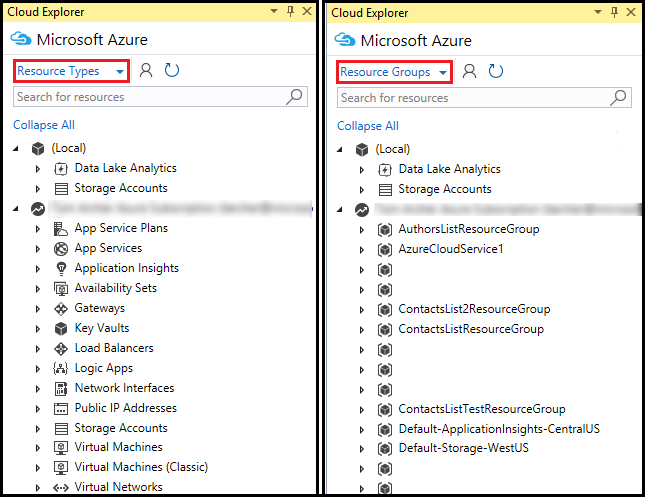 Cloud Explorer
Microsoft Azure
Resource Types
Search for resources
Collapse All
(Local)
Data Lake Analytics
Storage Accounts
App Service Plans
App Services
Application Insights
Availability Sets
Gateways
Key Vaults
Load Balancers
Logic Apps
Network Interfaces
Public IP Addresses
Storage Accounts
Virtual Machines
Virtual Machines (Classic)
Virtual Networks
Cloud Explorer
Microsoft Azure
Resource Groups
Search for resources
Collapse All
(Local)
Data Lake Analytics
Storage Accounts
AuthorsListResourceGroup
AzureCloudService1
ContactsList2ResourceGroup
ContactsListResourceGroup
ContactsListTestResourceGroup
Default-ApplicationInsights-CentralUS
Default-Storage-WestUS